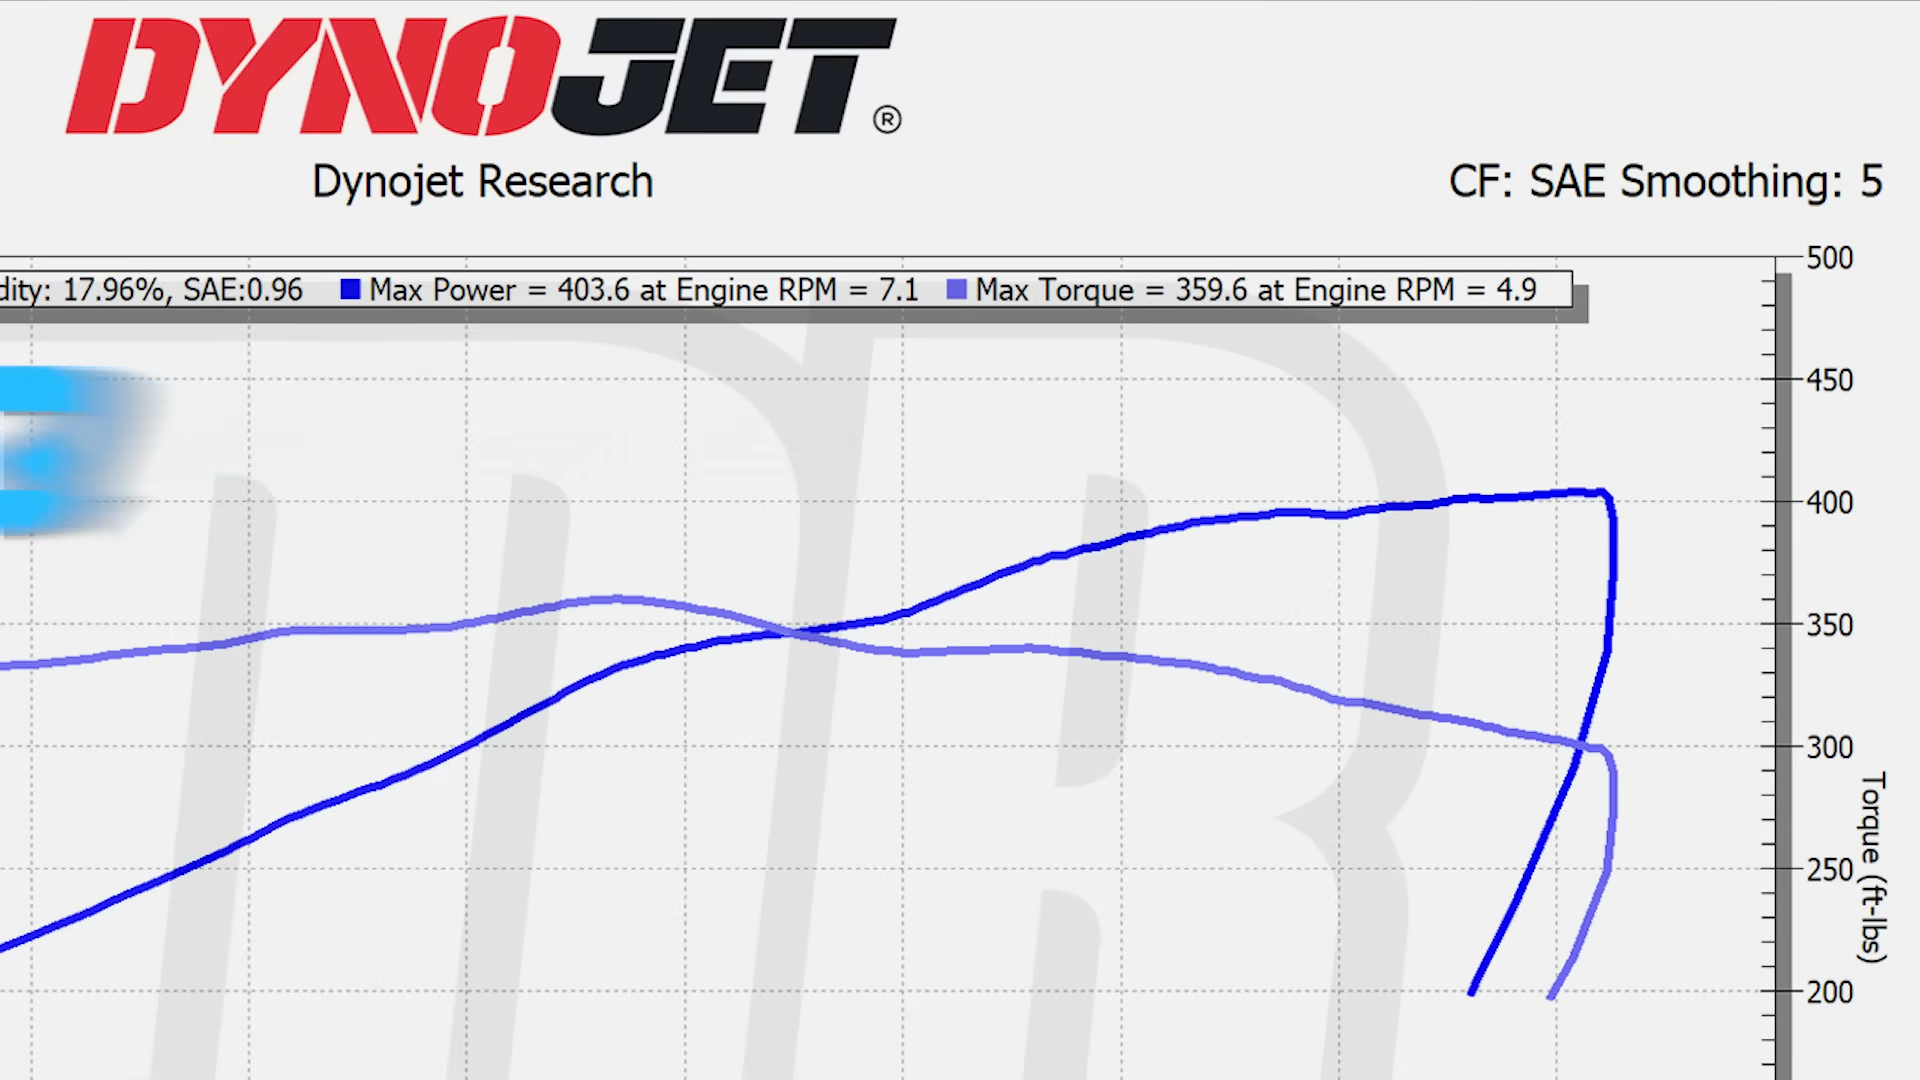 DYNOJET®
Dynojet Research
CF: SAE Smoothing: 5
dity: 17.96%, SAE:0.96 Max Power = 403.6 at Engine RPM = 7.1 Max Torque = 359.6 at Engine RPM = 4.9
500
450
400
350
300
250
200
Torque (ft-lbs)